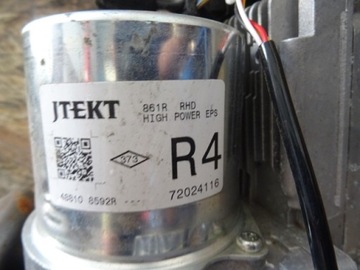 JTEKT
861R RHD
HIGH POWER EPS
373
R4
48810 8592R
72024116